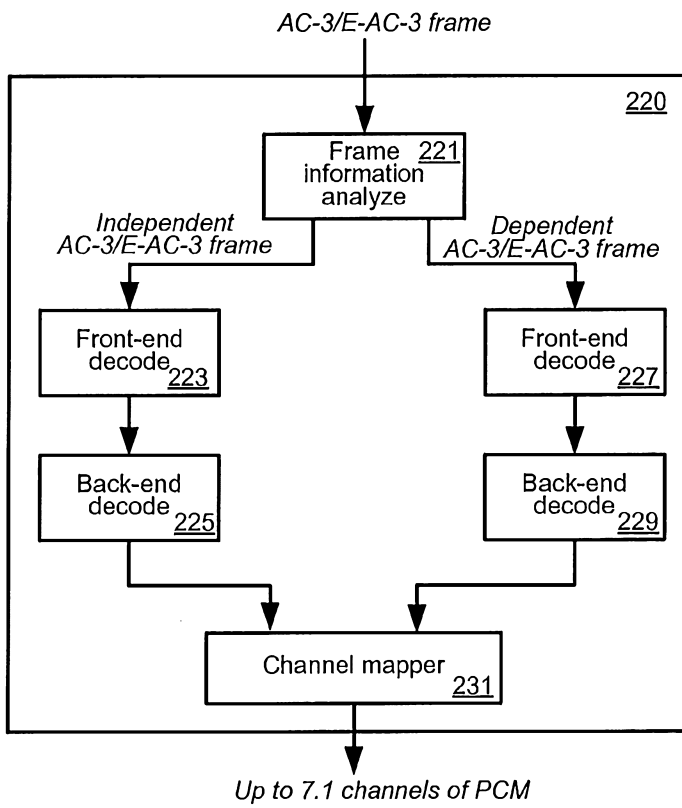 AC-3/E-AC-3 frame
220
Frame 221
information
analyze
Independent
AC-3/E-AC-3 frame
Dependent
AC-3/E-AC-3 frame
Front-end
decode
223
Front-end
decode
227
Back-end
decode
225
Back-end
decode
229
Channel mapper
231
Up to 7.1 channels of PCM